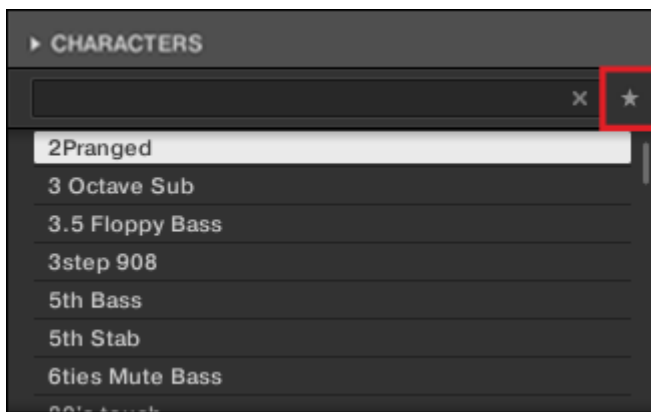 CHARACTERS
2Pranged
3 Octave Sub
3.5 Floppy Bass
3step 908
5th Bass
5th Stab
6ties Mute Bass